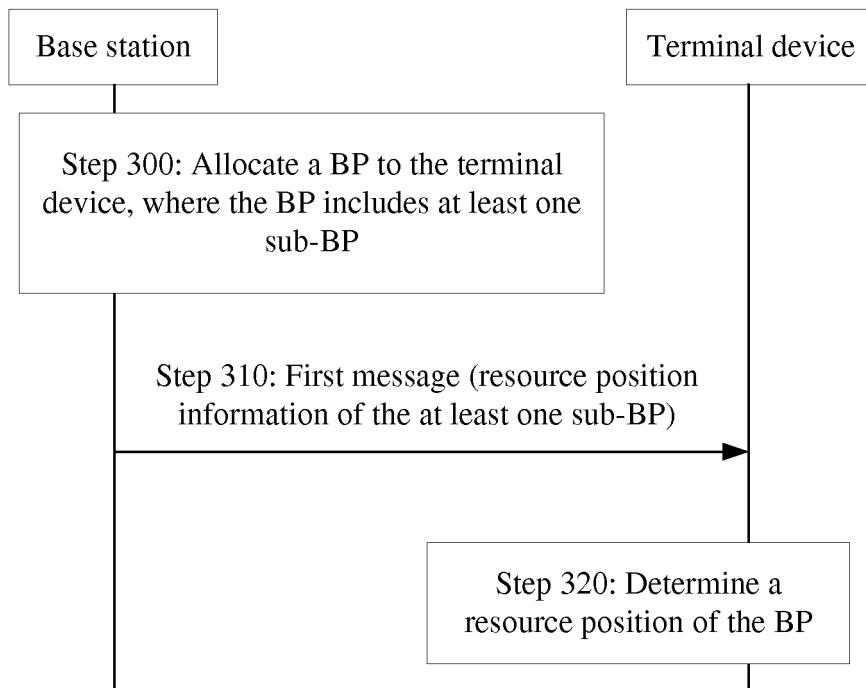 Base station
Terminal device
Step 300: Allocate a BP to the terminal
device, where the BP includes at least one
sub-BP
Step 310: First message (resource position
information of the at least one sub-BP)
Step 320: Determine a
resource position of the BP